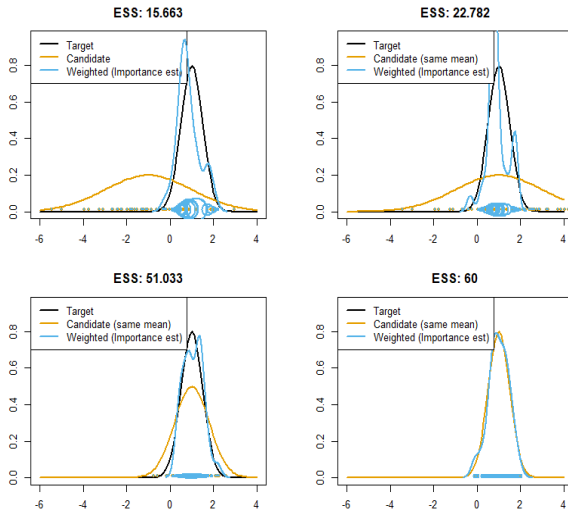 ESS: 15.663
Target
Candidate
Weighted (Importance est)
0.8
0.6
0.4
0.2
0.0
-6 -4 -2 0 2 4
ESS: 22.782
Target
Candidate (same mean)
Weighted (Importance est)
0.8
0.6
0.4
0.2
0.0
-6 -4 -2 0 2 4
ESS: 51.033
Target
Candidate (same mean)
Weighted (Importance est)
0.8
0.6
0.4
0.2
0.0
-6 -4 -2 0 2 4
ESS: 60
Target
Candidate (same mean)
Weighted (Importance est)
0.8
0.6
0.4
0.2
0.0
-6 -4 -2 0 2 4